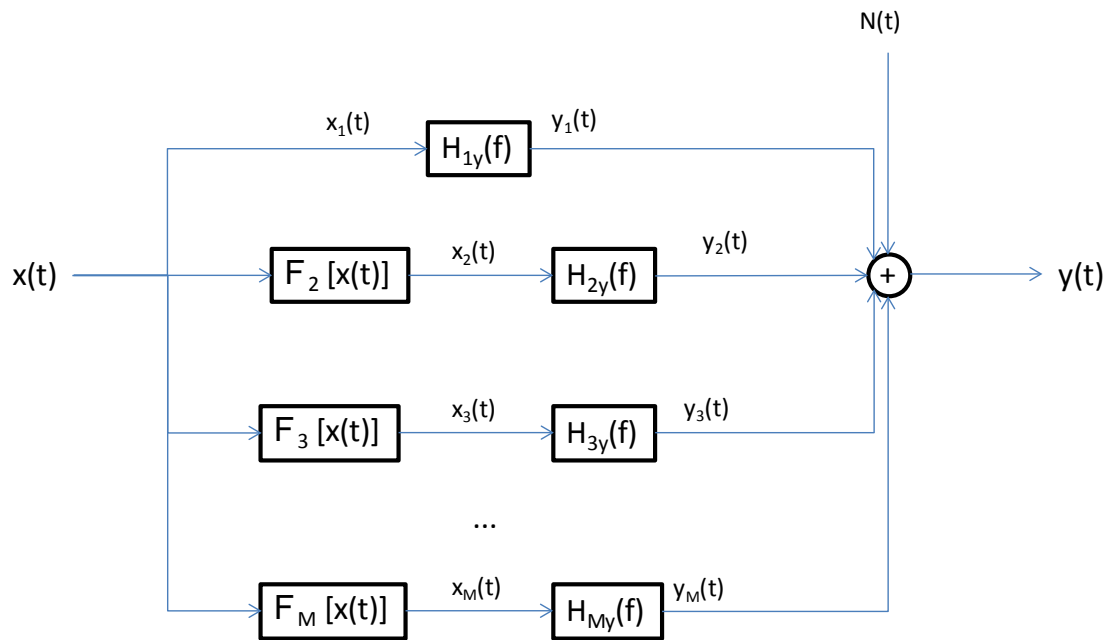 N(t)
x₁(t)
H₁y(f)
y₁(t)
x(t)
F₂ [x(t)]
x₂(t)
H₂y(f)
y₂(t)
+
y(t)
F₃ [x(t)]
x₃(t)
H₃y(f)
y₃(t)
...
F_M [x(t)]
x_M(t)
H_My(f)
y_M(t)